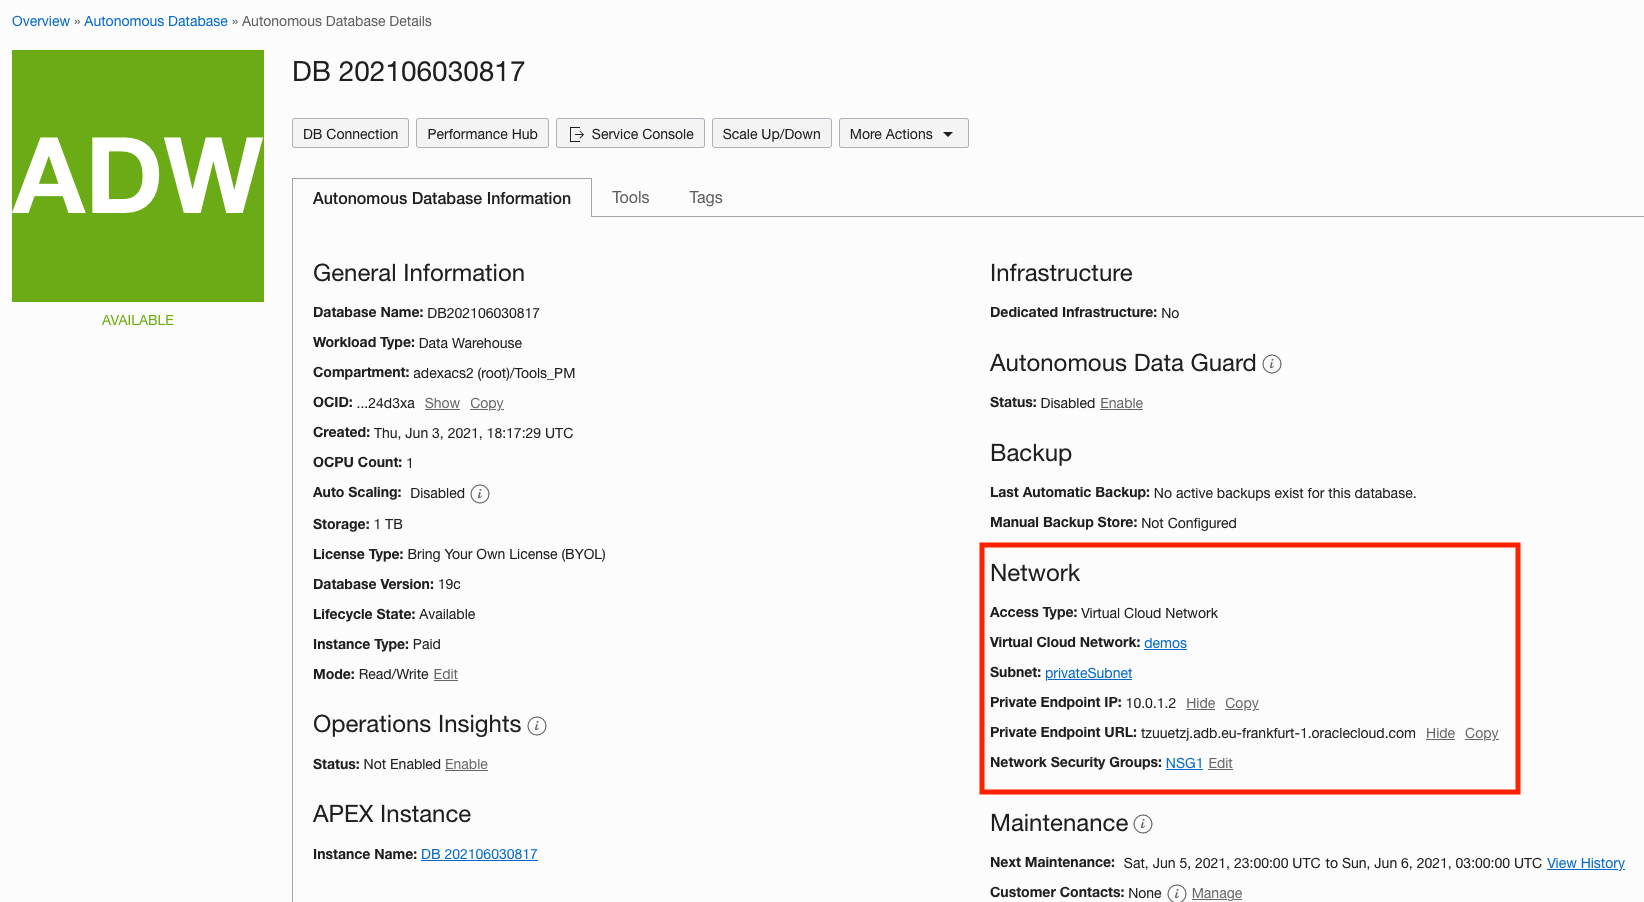 Overview » Autonomous Database » Autonomous Database Details
ADW
AVAILABLE
DB 202106030817
DB Connection
Performance Hub
Service Console
Scale Up/Down
More Actions
Autonomous Database Information
Tools
Tags
General Information
Database Name: DB202106030817
Workload Type: Data Warehouse
Compartment: adexacs2 (root)/Tools_PM
OCID: ...24d3xa Show Copy
Created: Thu, Jun 3, 2021, 18:17:29 UTC
OCPU Count: 1
Auto Scaling: Disabled i
Storage: 1 TB
License Type: Bring Your Own License (BYOL)
Database Version: 19c
Lifecycle State: Available
Instance Type: Paid
Mode: Read/Write Edit
Operations Insights i
Status: Not Enabled Enable
APEX Instance
Instance Name: DB 202106030817
Infrastructure
Dedicated Infrastructure: No
Autonomous Data Guard i
Status: Disabled Enable
Backup
Last Automatic Backup: No active backups exist for this database.
Manual Backup Store: Not Configured
Network
Access Type: Virtual Cloud Network
Virtual Cloud Network: demos
Subnet: privateSubnet
Private Endpoint IP: 10.0.1.2 Hide Copy
Private Endpoint URL: tzuuetzj.adb.eu-frankfurt-1.oraclecloud.com Hide Copy
Network Security Groups: NSG1 Edit
Maintenance i
Next Maintenance: Sat, Jun 5, 2021, 23:00:00 UTC to Sun, Jun 6, 2021, 03:00:00 UTC View History
Customer Contacts: None i Manage